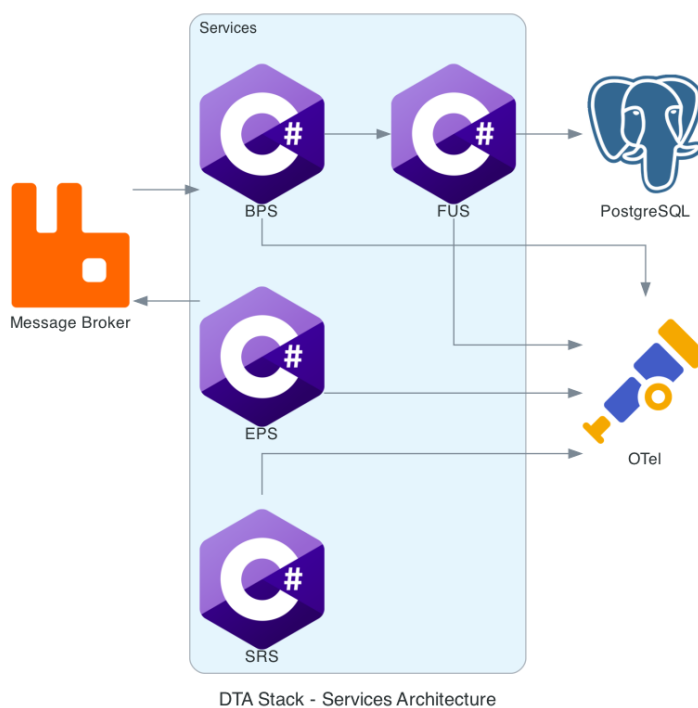 Services
C#
BPS
C#
FUS
PostgreSQL
Message Broker
C#
EPS
OTel
C#
SRS
DTA Stack - Services Architecture